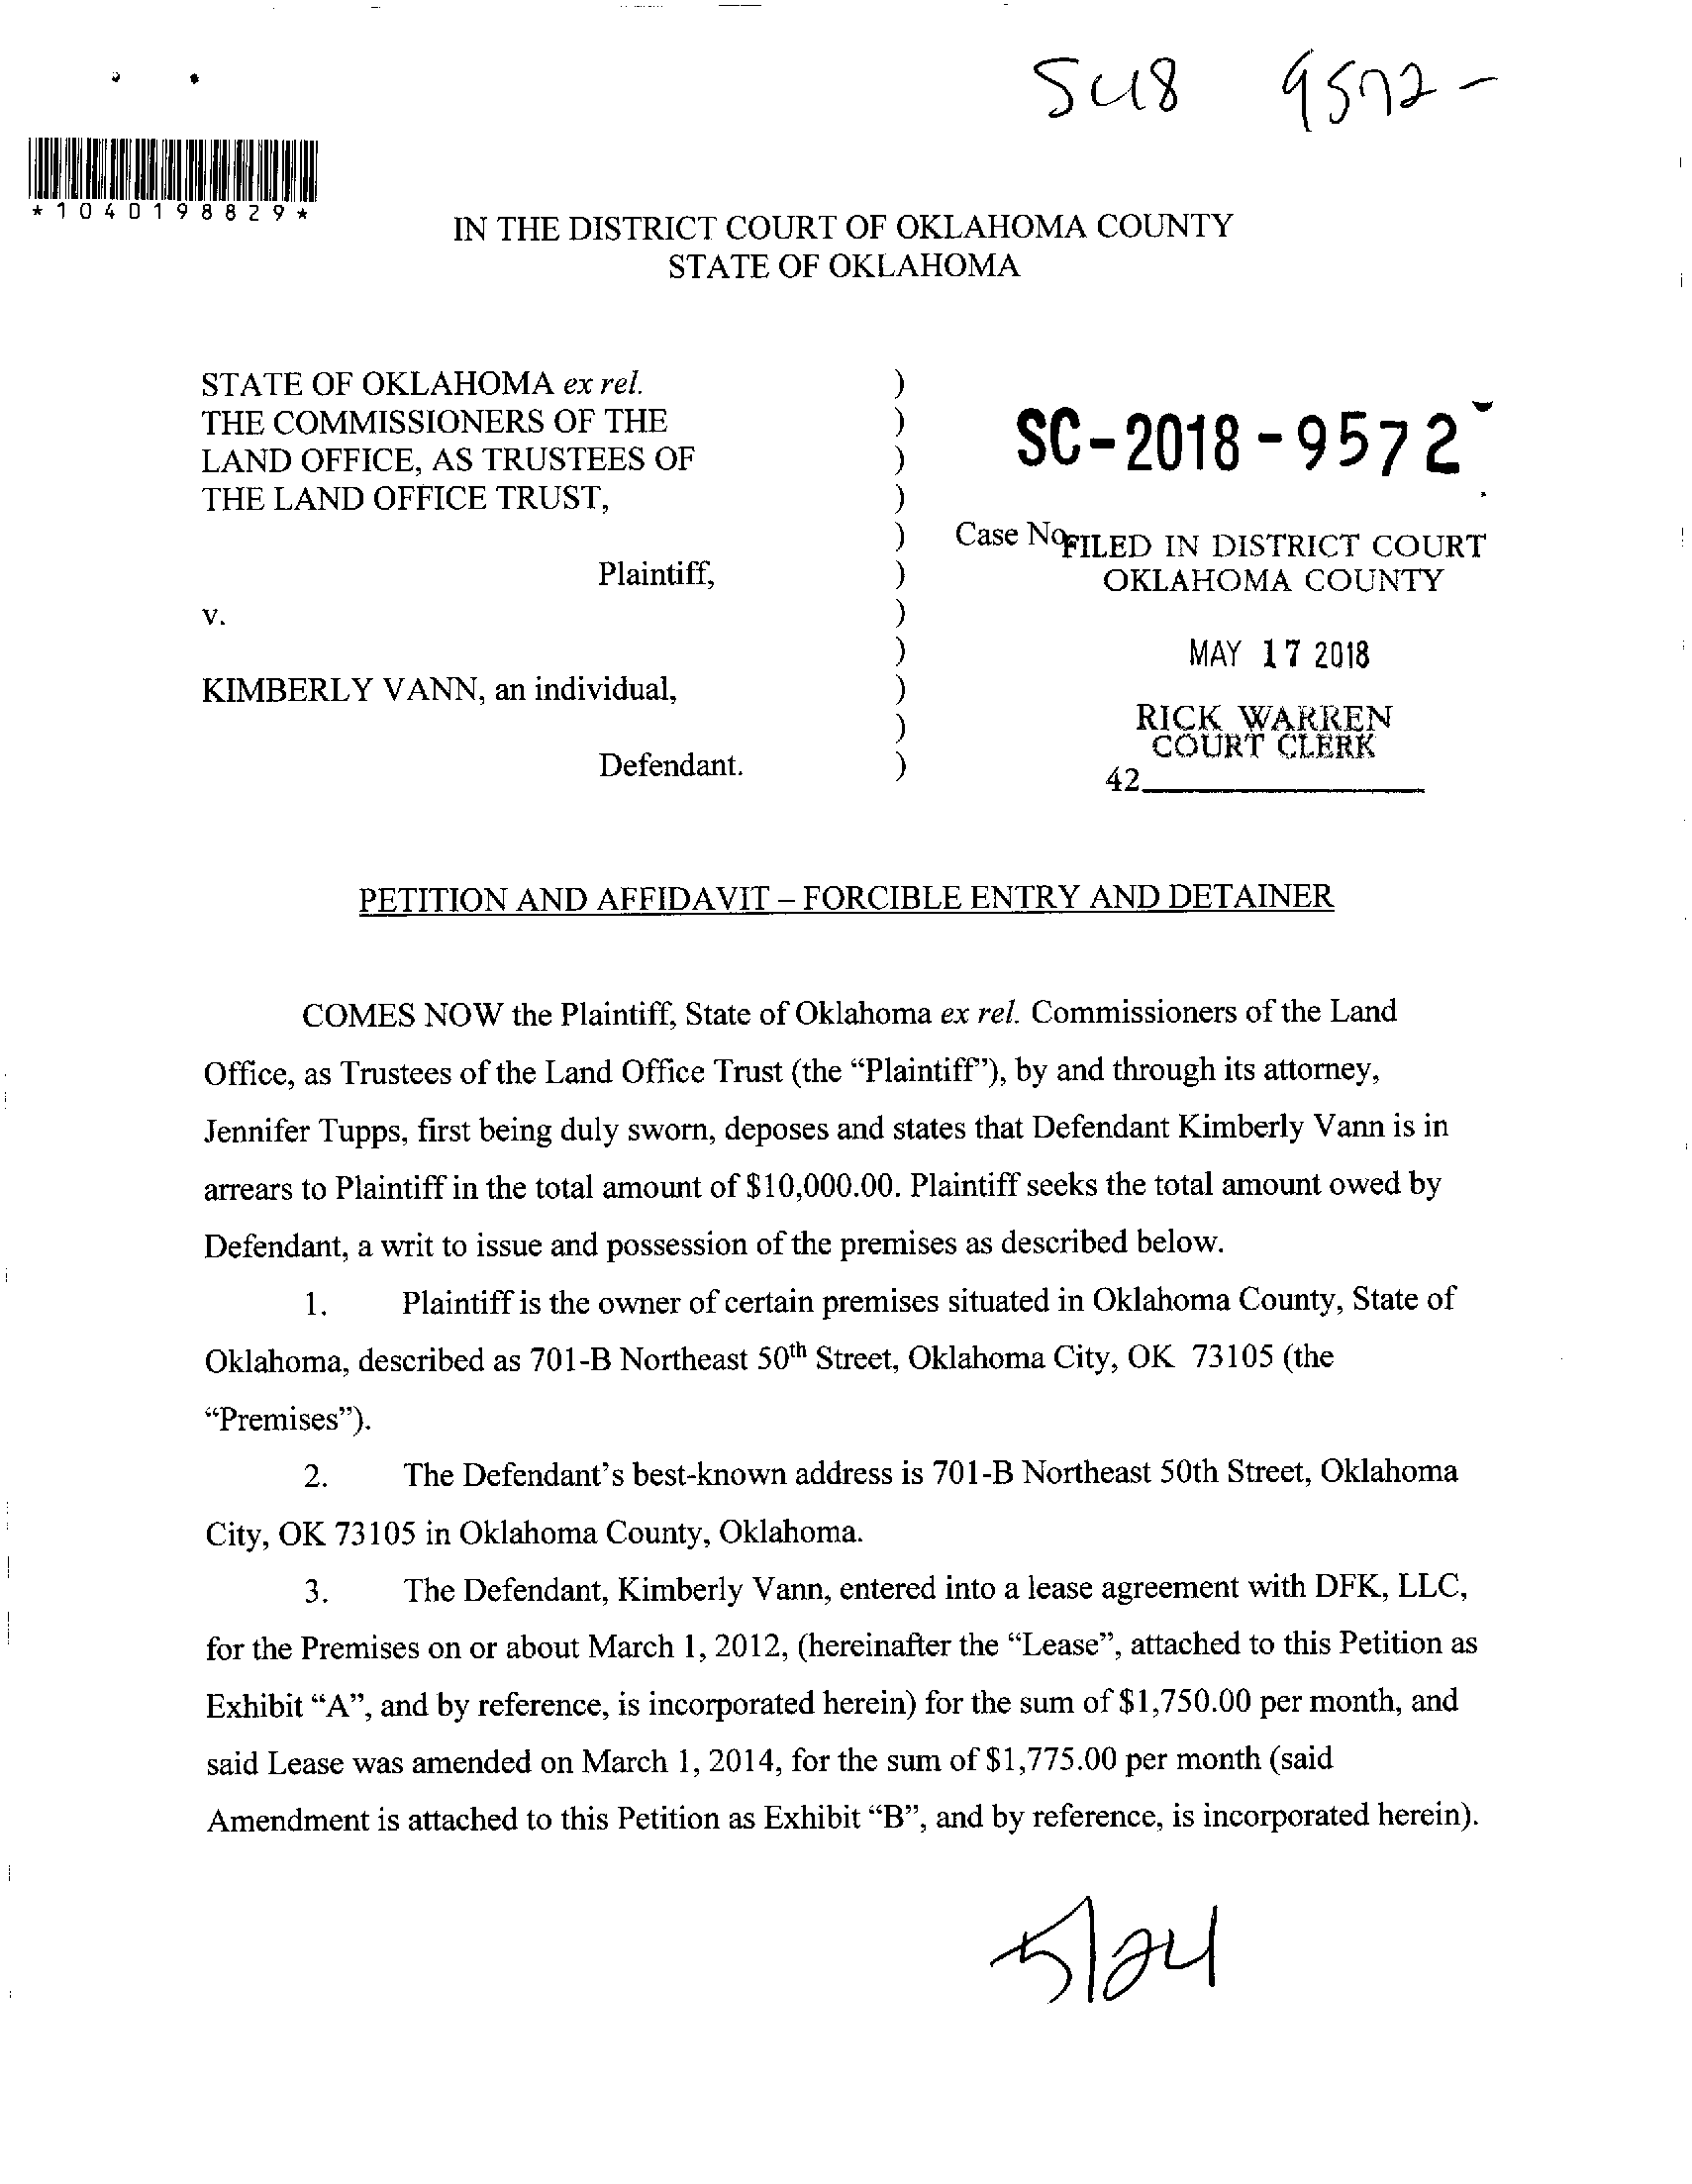 SC18 9572-
*1040198829*
IN THE DISTRICT COURT OF OKLAHOMA COUNTY
STATE OF OKLAHOMA
STATE OF OKLAHOMA ex rel. )
THE COMMISSIONERS OF THE )
LAND OFFICE, AS TRUSTEES OF )
THE LAND OFFICE TRUST, )
SC-2018-9572
) Case No
FILED IN DISTRICT COURT
Plaintiff, )
OKLAHOMA COUNTY
v. )
)
MAY 17 2018
KIMBERLY VANN, an individual, )
)
RICK WARREN
COURT CLERK
Defendant. )
42
PETITION AND AFFIDAVIT – FORCIBLE ENTRY AND DETAINER
COMES NOW the Plaintiff, State of Oklahoma ex rel. Commissioners of the Land
Office, as Trustees of the Land Office Trust (the “Plaintiff”), by and through its attorney,
Jennifer Tupps, first being duly sworn, deposes and states that Defendant Kimberly Vann is in
arrears to Plaintiff in the total amount of $10,000.00. Plaintiff seeks the total amount owed by
Defendant, a writ to issue and possession of the premises as described below.
1. Plaintiff is the owner of certain premises situated in Oklahoma County, State of
Oklahoma, described as 701-B Northeast 50th Street, Oklahoma City, OK 73105 (the
“Premises”).
2. The Defendant’s best-known address is 701-B Northeast 50th Street, Oklahoma
City, OK 73105 in Oklahoma County, Oklahoma.
3. The Defendant, Kimberly Vann, entered into a lease agreement with DFK, LLC,
for the Premises on or about March 1, 2012, (hereinafter the “Lease”, attached to this Petition as
Exhibit “A”, and by reference, is incorporated herein) for the sum of $1,750.00 per month, and
said Lease was amended on March 1, 2014, for the sum of $1,775.00 per month (said
Amendment is attached to this Petition as Exhibit “B”, and by reference, is incorporated herein).
5/24